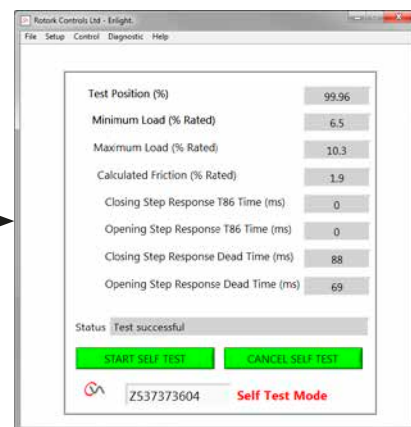 Rotork Controls Ltd - Enlight.
File Setup Control Diagnostic Help
Test Position (%) 99.96
Minimum Load (% Rated) 6.5
Maximum Load (% Rated) 10.3
Calculated Friction (% Rated) 1.9
Closing Step Response T86 Time (ms) 0
Opening Step Response T86 Time (ms) 0
Closing Step Response Dead Time (ms) 88
Opening Step Response Dead Time (ms) 69
Status Test successful
START SELF TEST CANCEL SELF TEST
ZS37373604 Self Test Mode